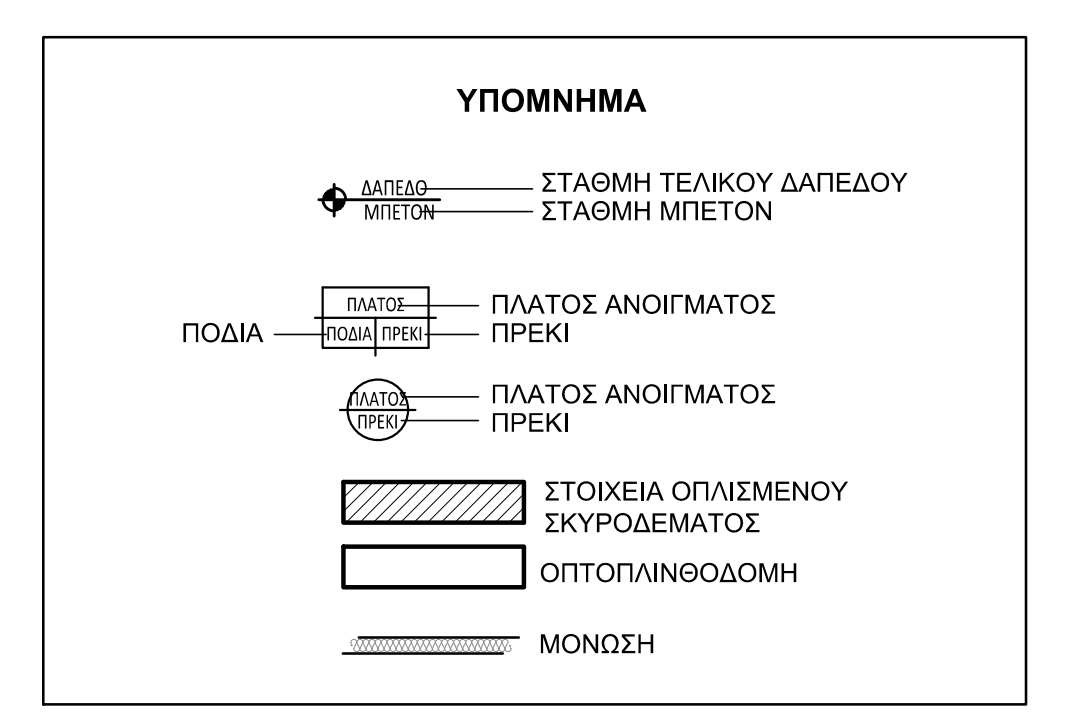 ΥΠΟΜΝΗΜΑ
ΔΑΠΕΔΟ ΣΤΑΘΜΗ ΤΕΛΙΚΟΥ ΔΑΠΕΔΟΥ
ΜΠΕΤΟΝ ΣΤΑΘΜΗ ΜΠΕΤΟΝ
ΠΛΑΤΟΣ ΠΛΑΤΟΣ ΑΝΟΙΓΜΑΤΟΣ
ΠΟΔΙΑ ΠΟΔΙΑ ΠΡΕΚΙ ΠΡΕΚΙ
ΠΛΑΤΟΣ ΠΛΑΤΟΣ ΑΝΟΙΓΜΑΤΟΣ
ΠΡΕΚΙ ΠΡΕΚΙ
ΣΤΟΙΧΕΙΑ ΟΠΛΙΣΜΕΝΟΥ
ΣΚΥΡΟΔΕΜΑΤΟΣ
ΟΠΤΟΠΛΙΝΘΟΔΟΜΗ
ΜΟΝΩΣΗ